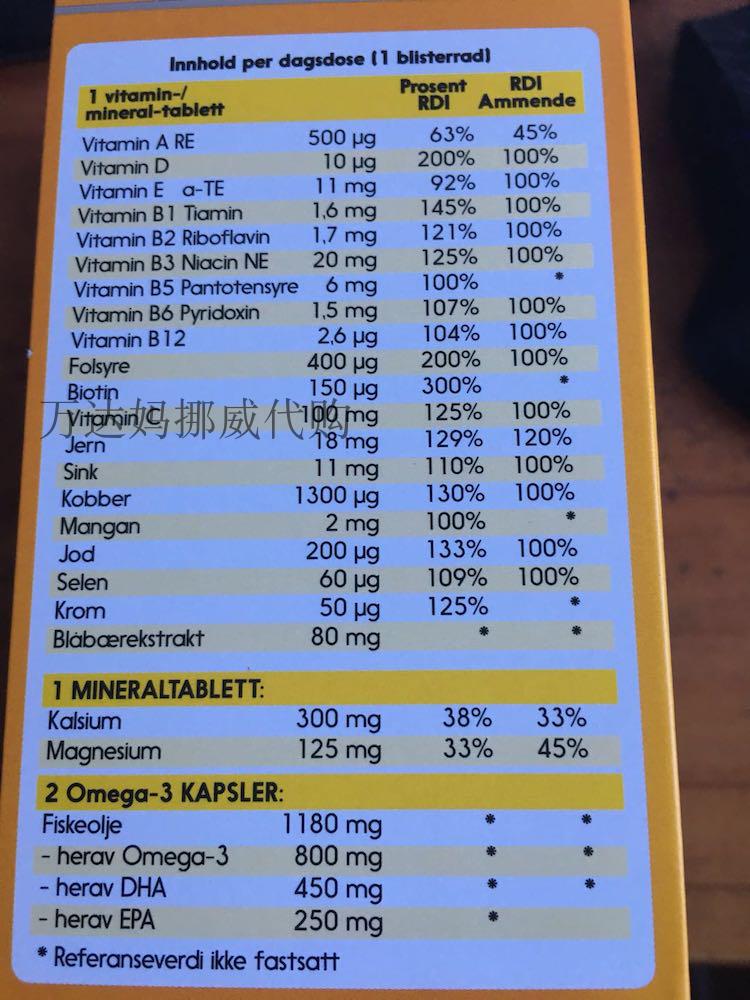 Innhold per dagsdose (1 blisterrad)
1 vitamin-/
mineral-tablett
Prosent
RDI
RDI
Ammende
Vitamin A RE 500 µg 63% 45%
Vitamin D 10 µg 200% 100%
Vitamin E α-TE 11 mg 92% 100%
Vitamin B1 Tiamin 1,6 mg 145% 100%
Vitamin B2 Riboflavin 1,7 mg 121% 100%
Vitamin B3 Niacin NE 20 mg 125% 100%
Vitamin B5 Pantotensyre 6 mg 100% *
Vitamin B6 Pyridoxin 1,5 mg 107% 100%
Vitamin B12 2,6 µg 104% 100%
Folsyre 400 µg 200% 100%
Biotin 150 µg 300% *
Vitamin C 100 mg 125% 100%
万达妈挪威代购
Jern 18 mg 129% 120%
Sink 11 mg 110% 100%
Kobber 1300 µg 130% 100%
Mangan 2 mg 100% *
Jod 200 µg 133% 100%
Selen 60 µg 109% 100%
Krom 50 µg 125% *
Blåbærekstrakt 80 mg * *
1 MINERALTABLETT:
Kalsium 300 mg 38% 33%
Magnesium 125 mg 33% 45%
2 Omega-3 KAPSLER:
Fiskeolje 1180 mg * *
- herav Omega-3 800 mg * *
- herav DHA 450 mg * *
- herav EPA 250 mg *
* Referanseverdi ikke fastsatt